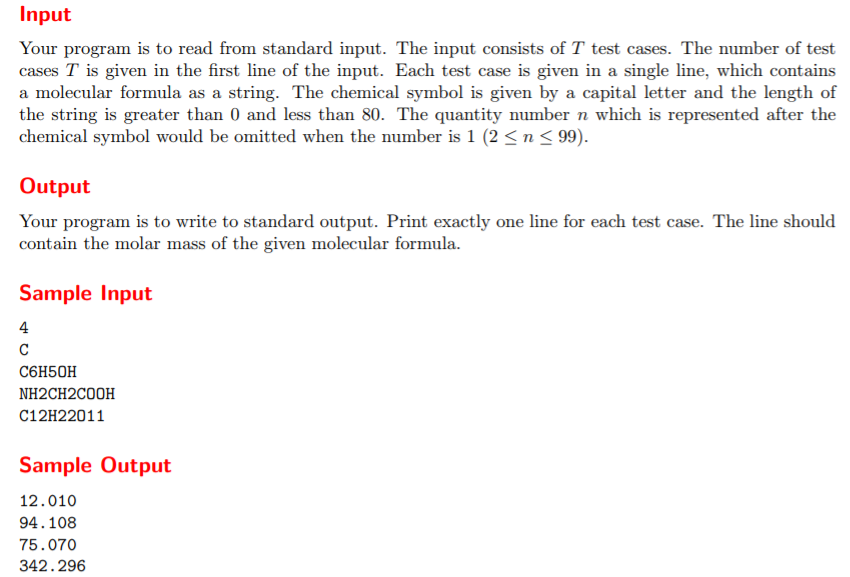 Input
Your program is to read from standard input. The input consists of T test cases. The number of test
cases T is given in the first line of the input. Each test case is given in a single line, which contains
a molecular formula as a string. The chemical symbol is given by a capital letter and the length of
the string is greater than 0 and less than 80. The quantity number n which is represented after the
chemical symbol would be omitted when the number is 1 (2 ≤ n ≤ 99).
Output
Your program is to write to standard output. Print exactly one line for each test case. The line should
contain the molar mass of the given molecular formula.
Sample Input
4
C
C6H5OH
NH2CH2COOH
C12H22O11
Sample Output
12.010
94.108
75.070
342.296